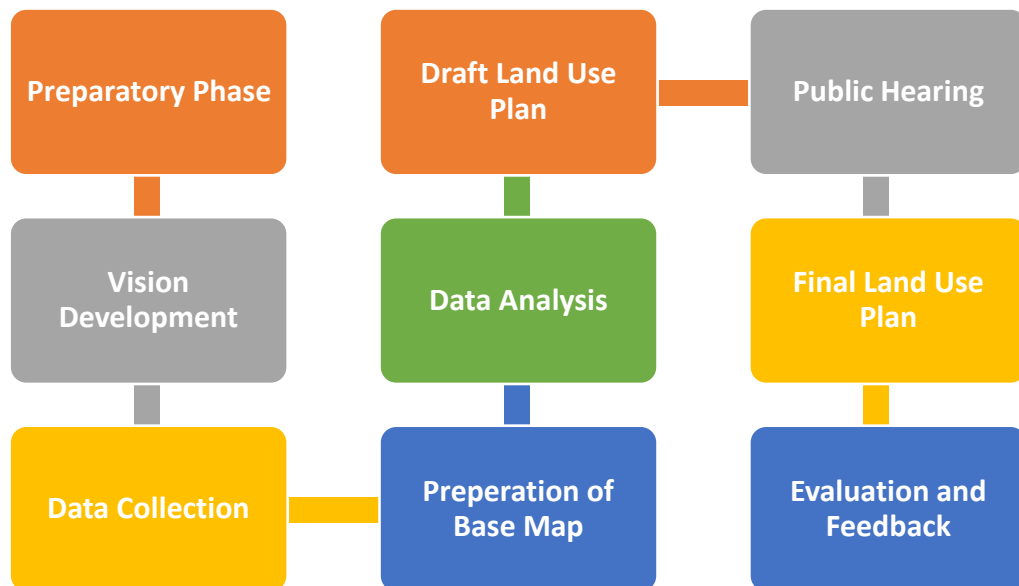 Preparatory Phase
Vision
Development
Data Collection
Preperation of
Base Map
Data Analysis
Draft Land Use
Plan
Public Hearing
Final Land Use
Plan
Evaluation and
Feedback